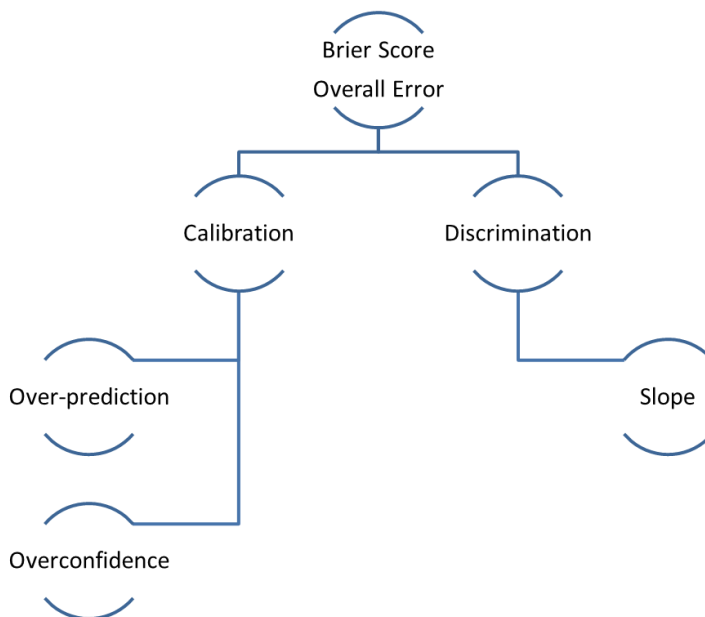 Brier Score
Overall Error
Calibration
Discrimination
Over-prediction
Slope
Overconfidence